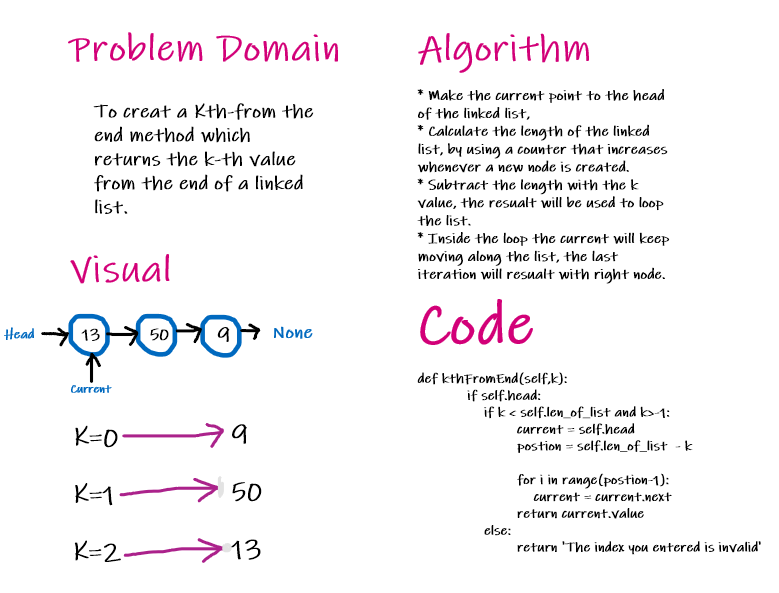 Problem Domain
To creat a Kth-from the
end method which
returns the k-th value
from the end of a linked
list.
Visual
Head
13
50
9
None
Current
K=0
9
K=1
50
K=2
13
Algorithm
* Make the current point to the head
of the linked list,
* Calculate the length of the linked
list, by using a counter that increases
whenever a new node is created.
* Subtract the length with the k
value, the resualt will be used to loop
the list.
* Inside the loop the current will keep
moving along the list, the last
iteration will resualt with right node.
Code
def kthFromEnd(self,k):
if self.head:
if k < self.len_of_list and k>-1:
current = self.head
postion = self.len_of_list - k
for i in range(postion-1):
current = current.next
return current.value
else:
return 'The index you entered is invalid'